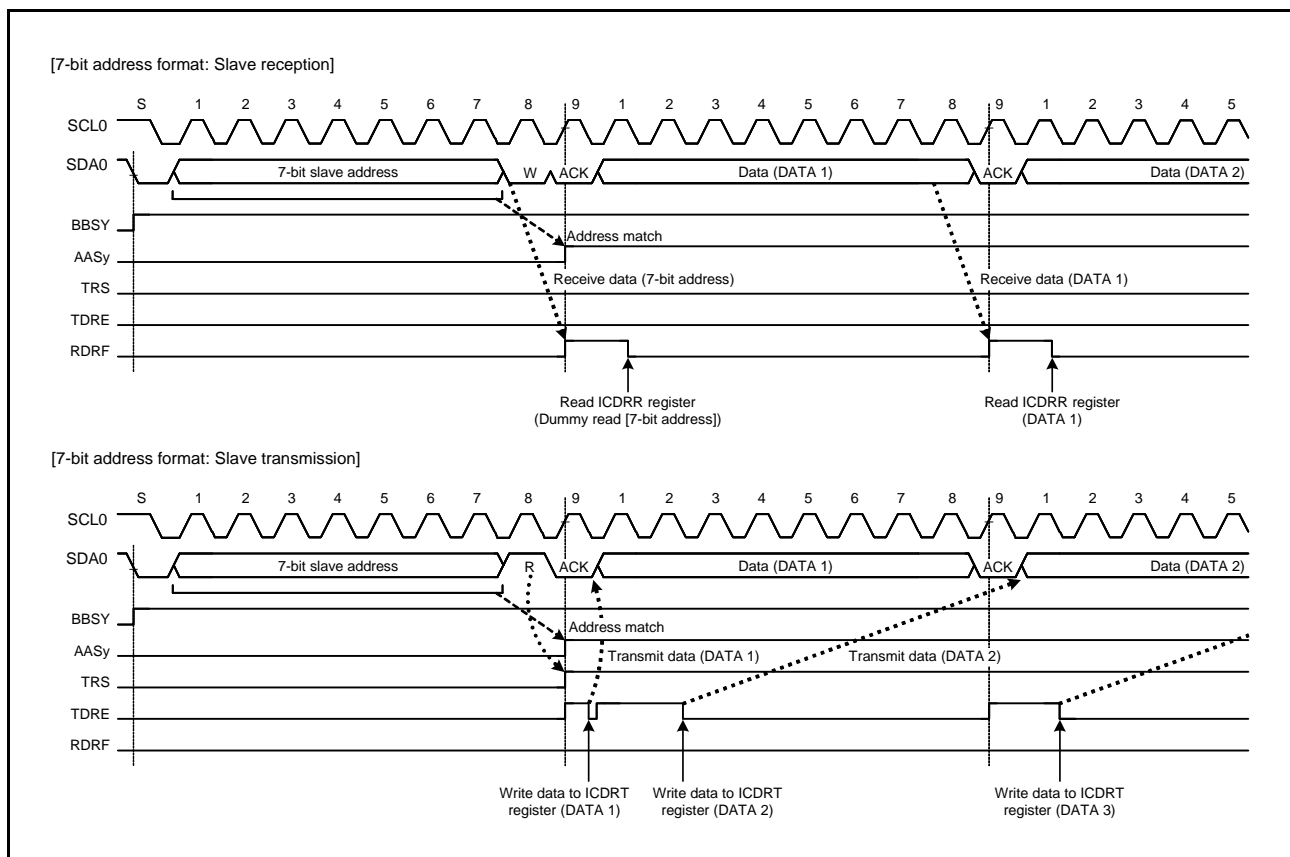 [7-bit address format: Slave reception]
S 1 2 3 4 5 6 7 8 9 1 2 3 4 5 6 7 8 9 1 2 3 4 5
SCL0
SDA0 7-bit slave address W ACK Data (DATA 1) ACK Data (DATA 2)
BBSY
Address match
AASy
Receive data (7-bit address) Receive data (DATA 1)
TRS
TDRE
RDRF
Read ICDRR register Read ICDRR register
(Dummy read [7-bit address]) (DATA 1)
[7-bit address format: Slave transmission]
S 1 2 3 4 5 6 7 8 9 1 2 3 4 5 6 7 8 9 1 2 3 4 5
SCL0
SDA0 7-bit slave address R ACK Data (DATA 1) ACK Data (DATA 2)
BBSY
Address match
AASy
Transmit data (DATA 1) Transmit data (DATA 2)
TRS
TDRE
RDRF
Write data to ICDRT Write data to ICDRT Write data to ICDRT
register (DATA 1) register (DATA 2) register (DATA 3)